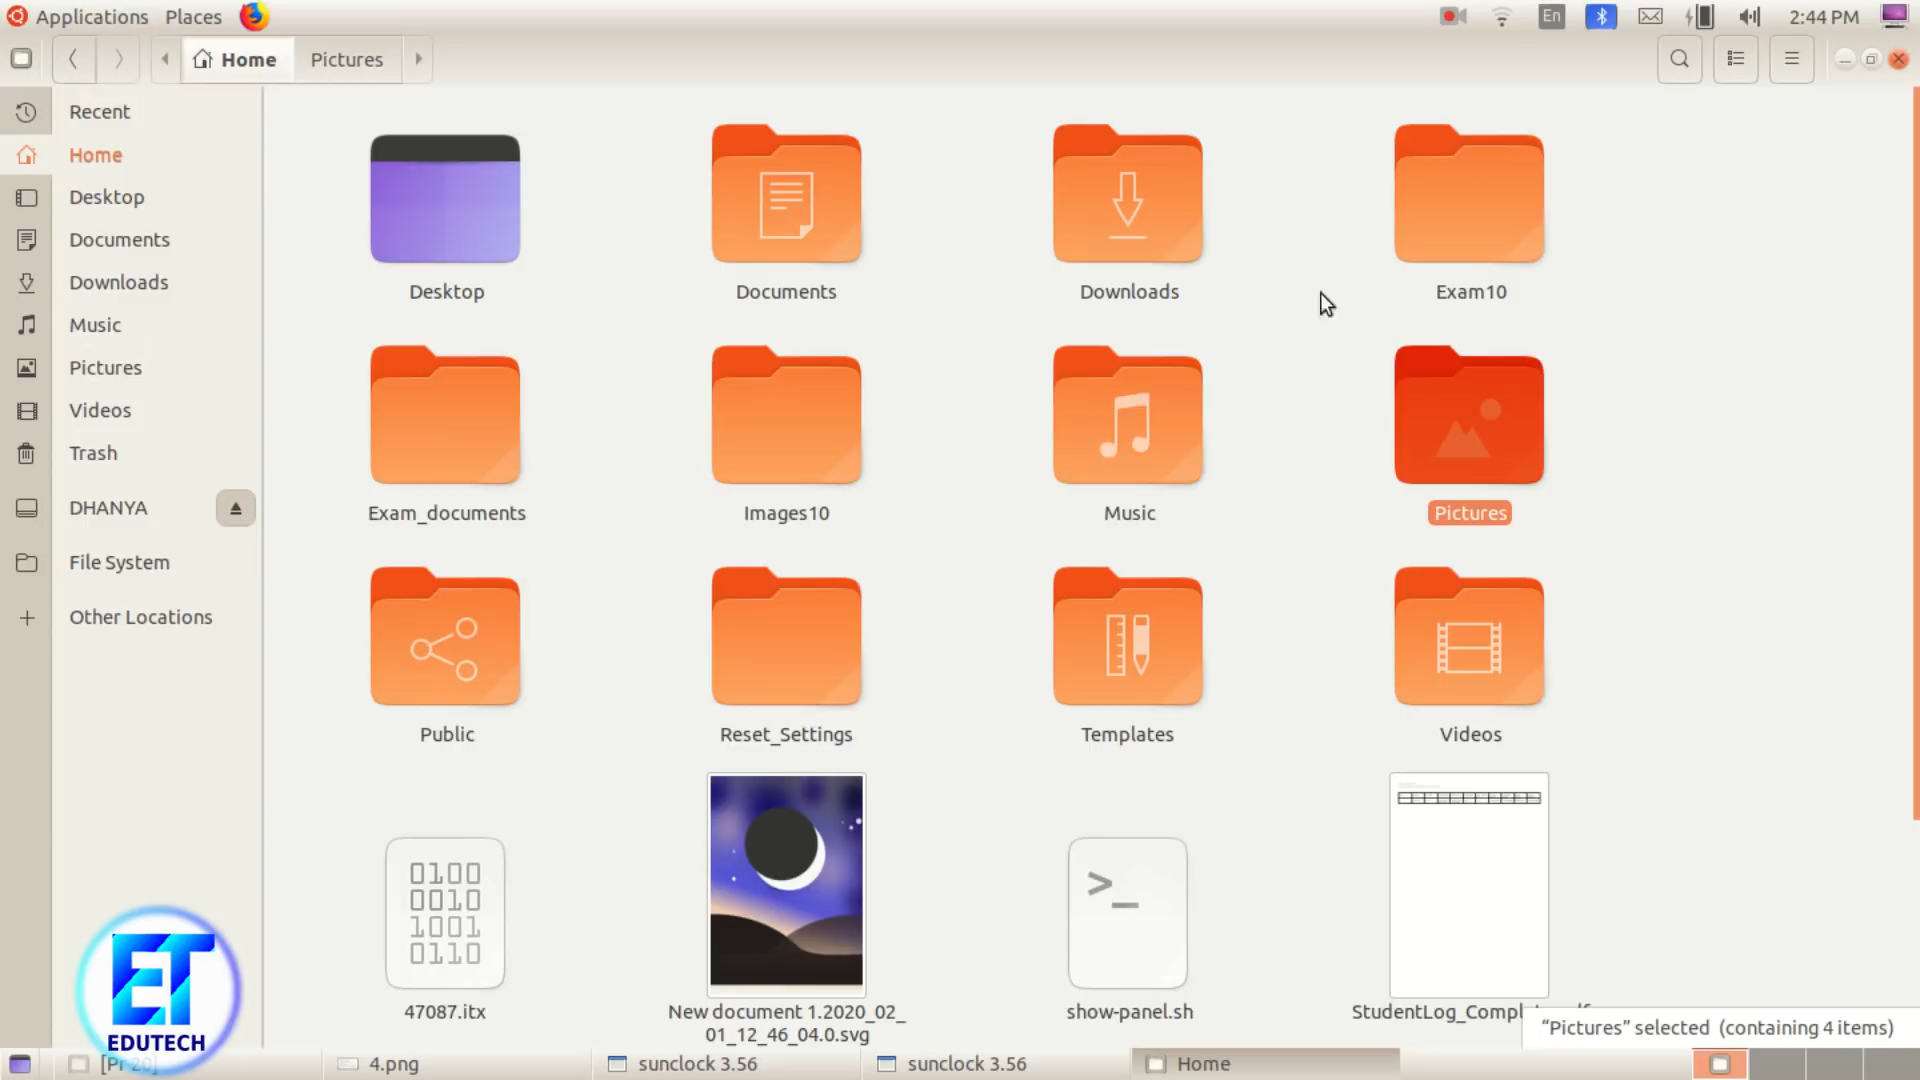 Applications Places
En
2:44 PM
Home Pictures
Recent
Home
Desktop
Documents
Downloads
Music
Pictures
Videos
Trash
DHANYA
File System
Other Locations
Desktop
Documents
Downloads
Exam10
Exam_documents
Images10
Music
Pictures
Public
Reset_Settings
Templates
Videos
0100
0010
1001
0110
47087.itx
New document 1.2020_02_
01_12_46_04.0.svg
>_
show-panel.sh
"Pictures" selected (containing 4 items)
ET
EDUTECH
4.png
sunclock 3.56
sunclock 3.56
Home